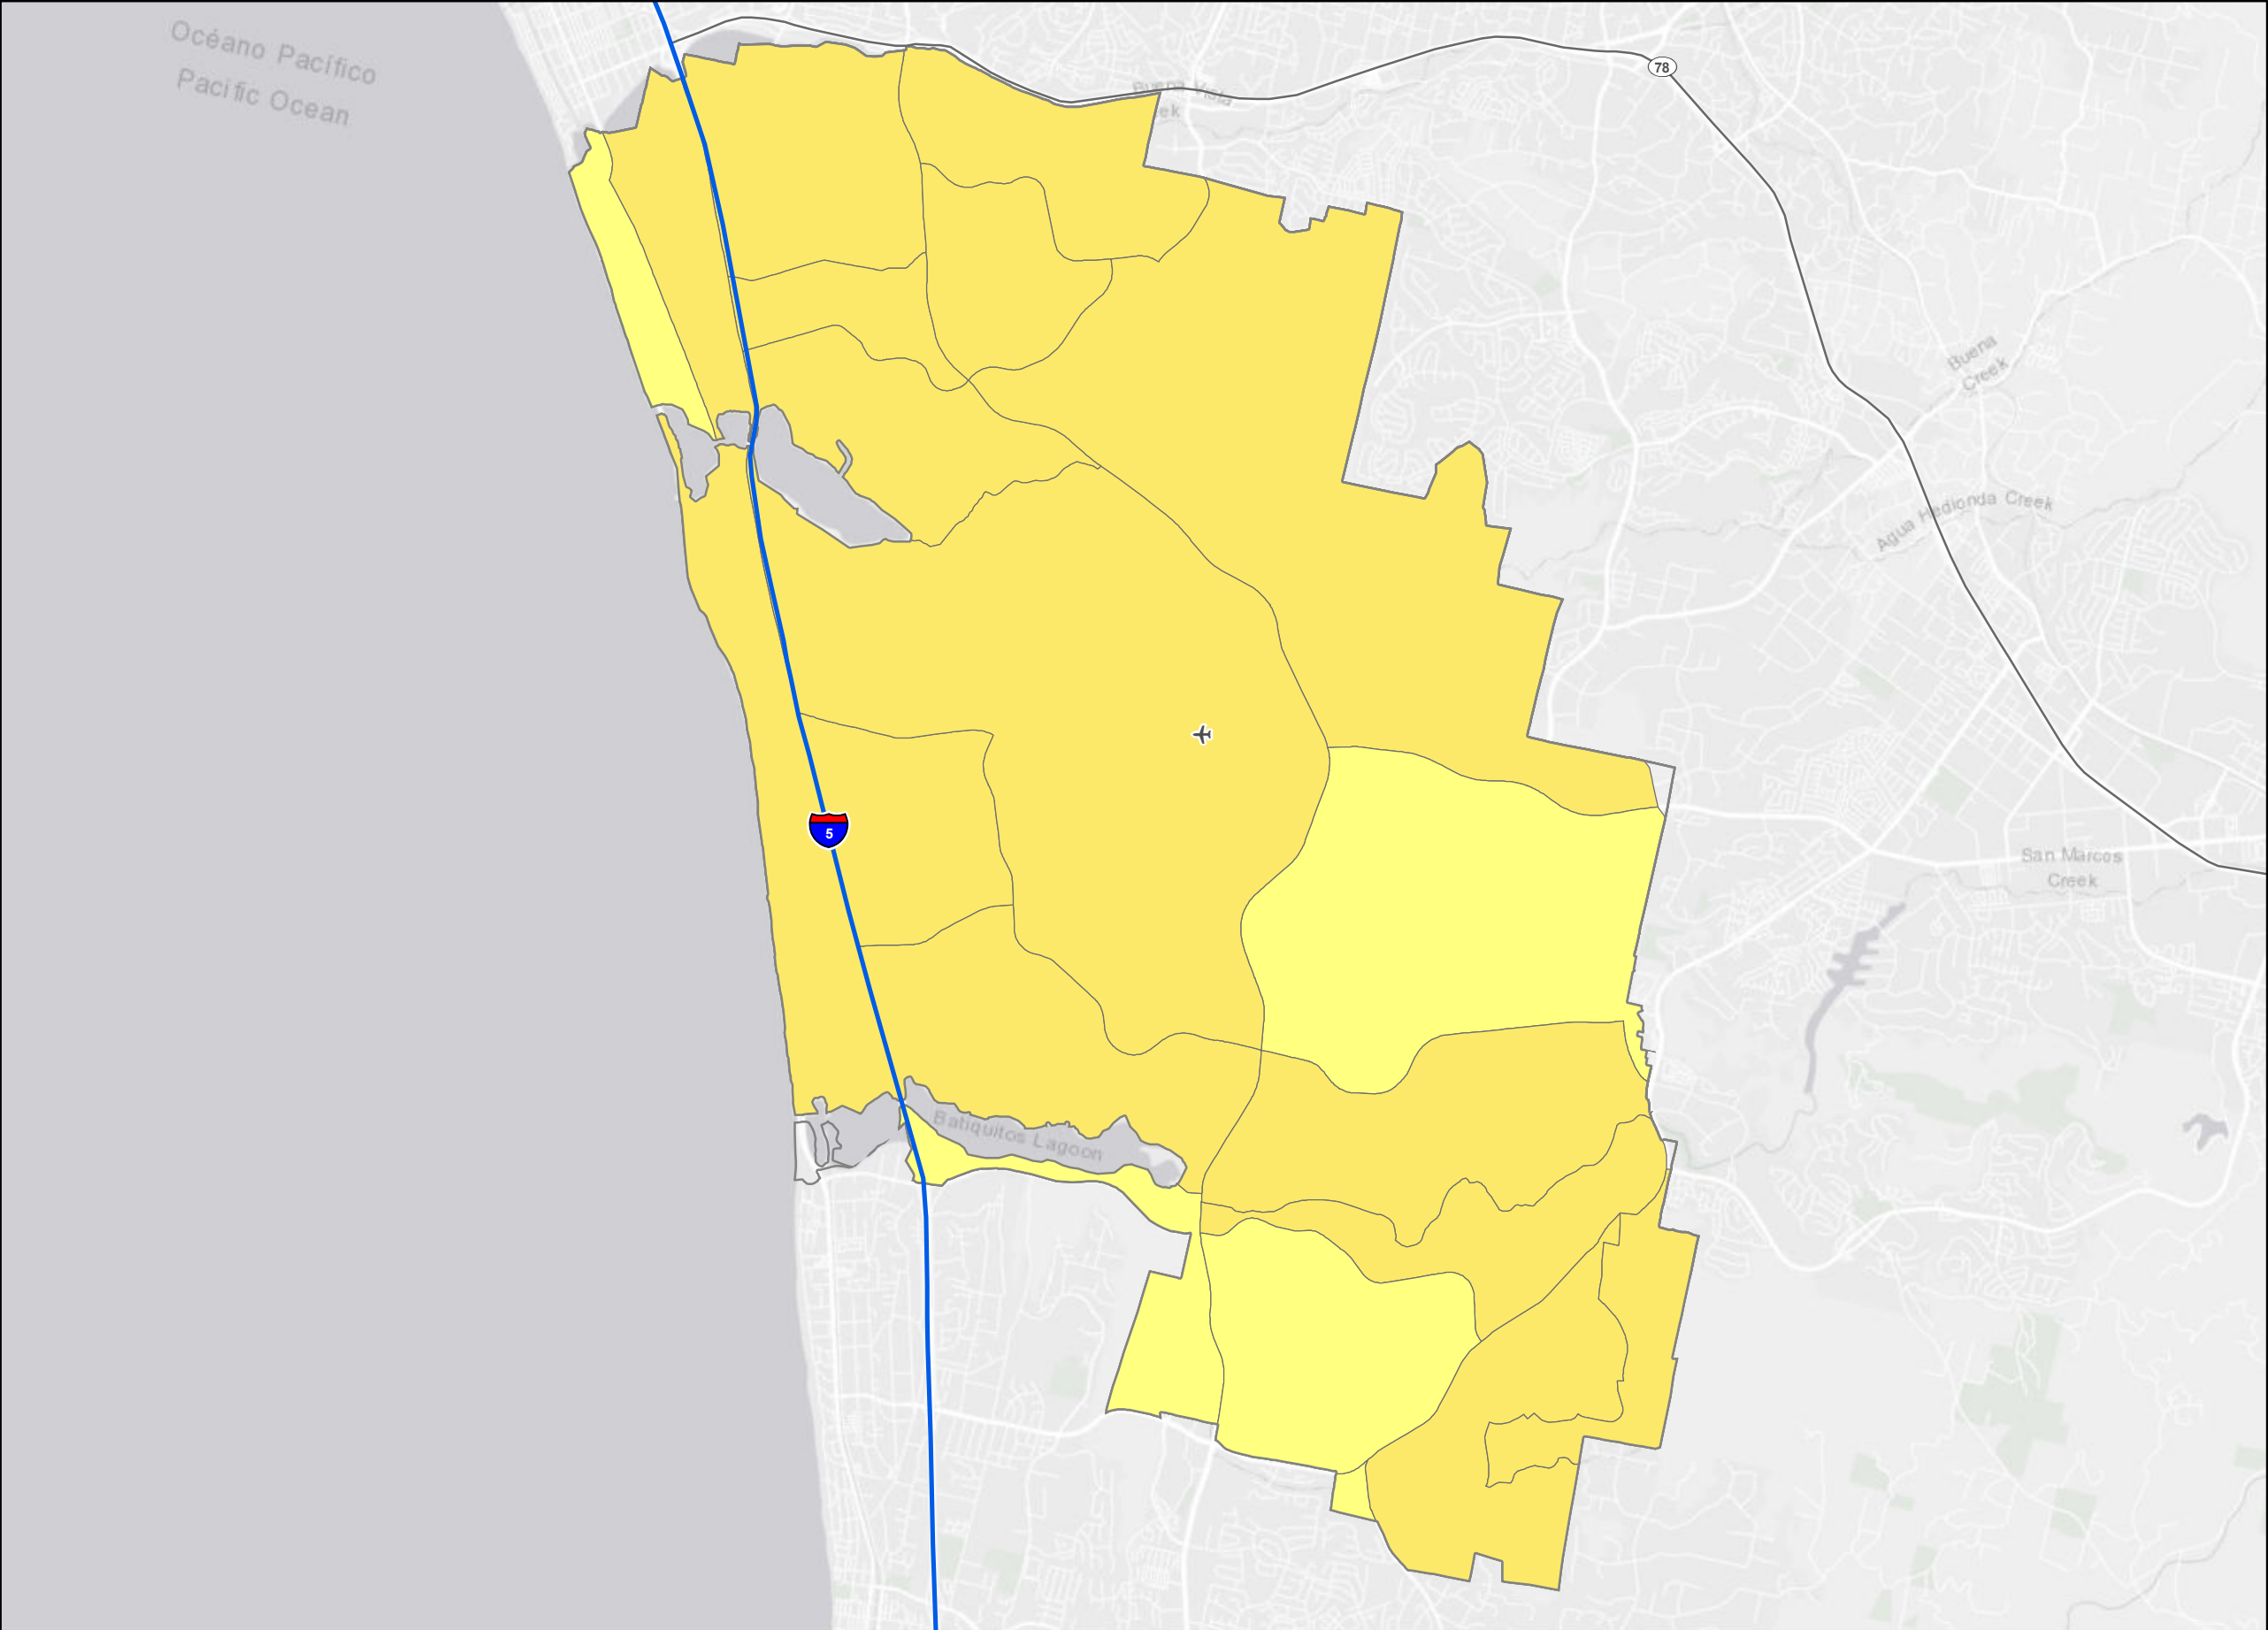 Océano Pacífico
Pacific Ocean
78
Buena Vista
Buena
Creek
Agua Hedionda Creek
5
San Marcos
Creek
Batiquitos Lagoon